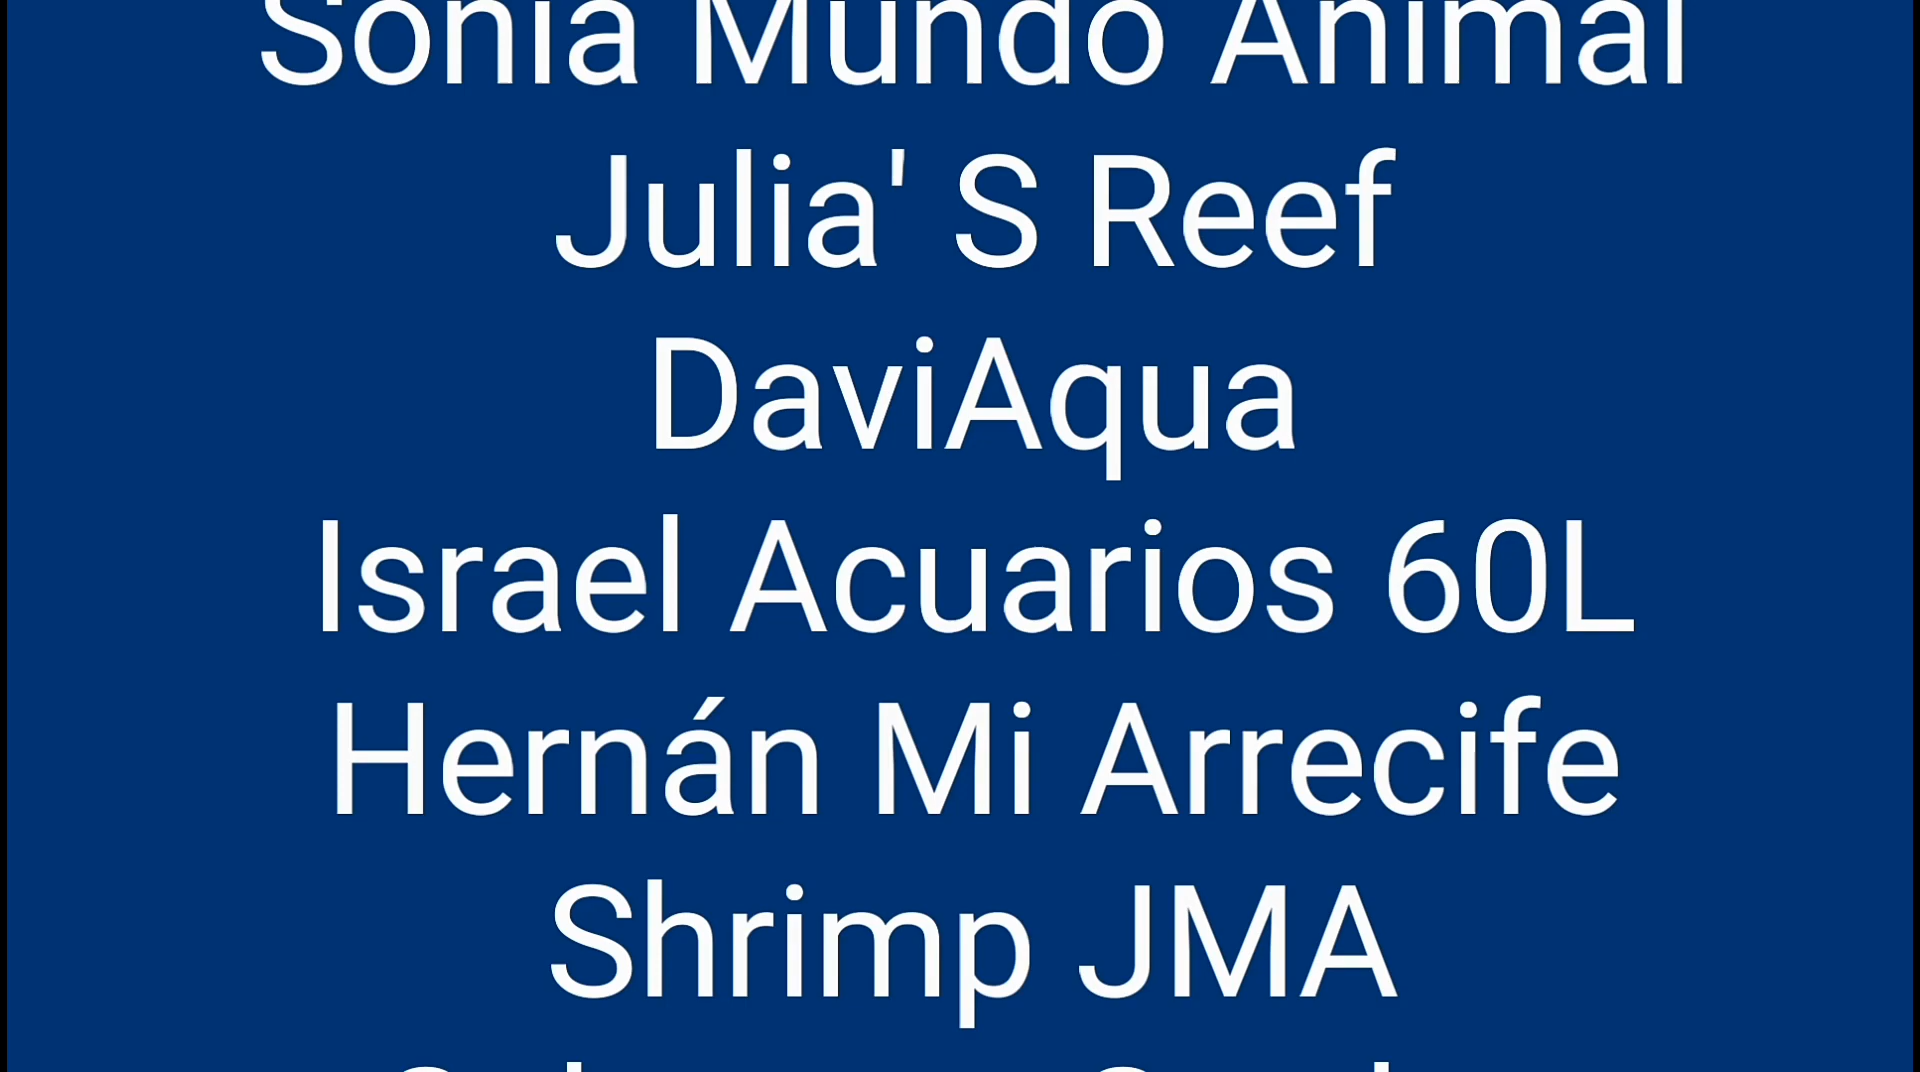 Sonia Mundo Animal
Julia' S Reef
DaviAqua
Israel Acuarios 60L
Hernán Mi Arrecife
Shrimp JMA